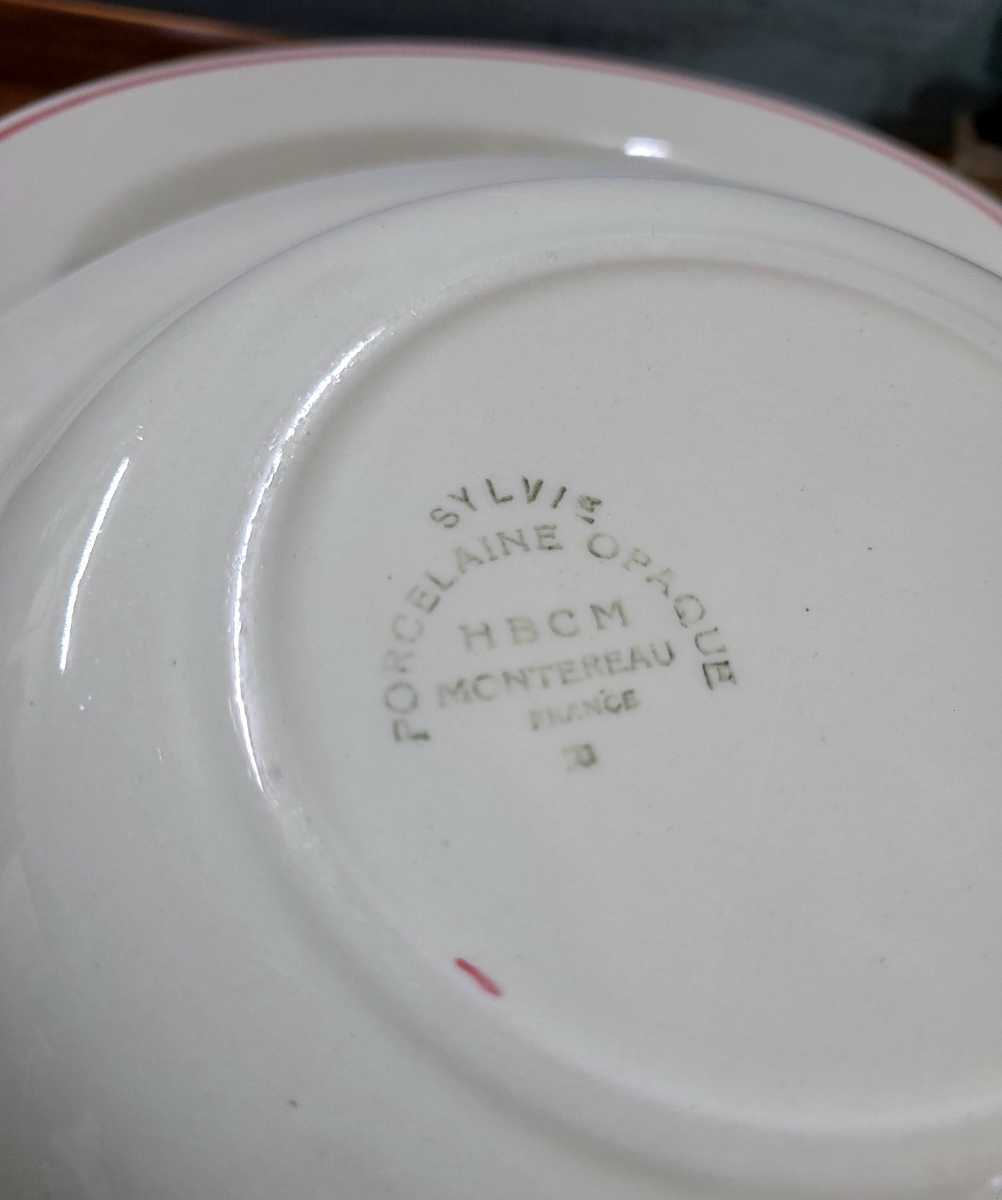 SYLVIE
PORCELAINE OPAQUE
HBCM
MONTEREAU
FRANCE